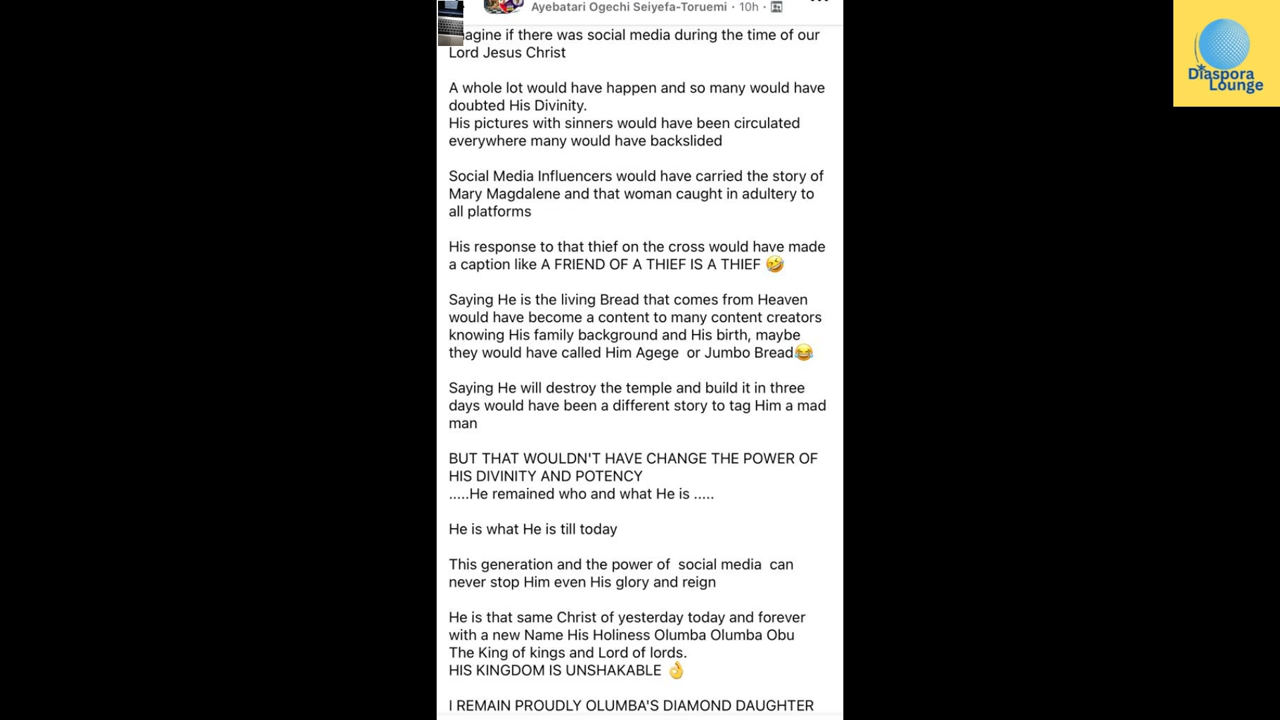 Ayebatari Ogechi Seiyefa-Toruemi · 10h ·
agine if there was social media during the time of our
Lord Jesus Christ
A whole lot would have happen and so many would have
doubted His Divinity.
His pictures with sinners would have been circulated
everywhere many would have backslided
Social Media Influencers would have carried the story of
Mary Magdalene and that woman caught in adultery to
all platforms
His response to that thief on the cross would have made
a caption like A FRIEND OF A THIEF IS A THIEF 🤣
Saying He is the living Bread that comes from Heaven
would have become a content to many content creators
knowing His family background and His birth, maybe
they would have called Him Agege or Jumbo Bread😂
Saying He will destroy the temple and build it in three
days would have been a different story to tag Him a mad
man
BUT THAT WOULDN'T HAVE CHANGE THE POWER OF
HIS DIVINITY AND POTENCY
.....He remained who and what He is .....
He is what He is till today
This generation and the power of social media can
never stop Him even His glory and reign
He is that same Christ of yesterday today and forever
with a new Name His Holiness Olumba Olumba Obu
The King of kings and Lord of lords.
HIS KINGDOM IS UNSHAKABLE 👌
I REMAIN PROUDLY OLUMBA'S DIAMOND DAUGHTER
Diaspora
Lounge